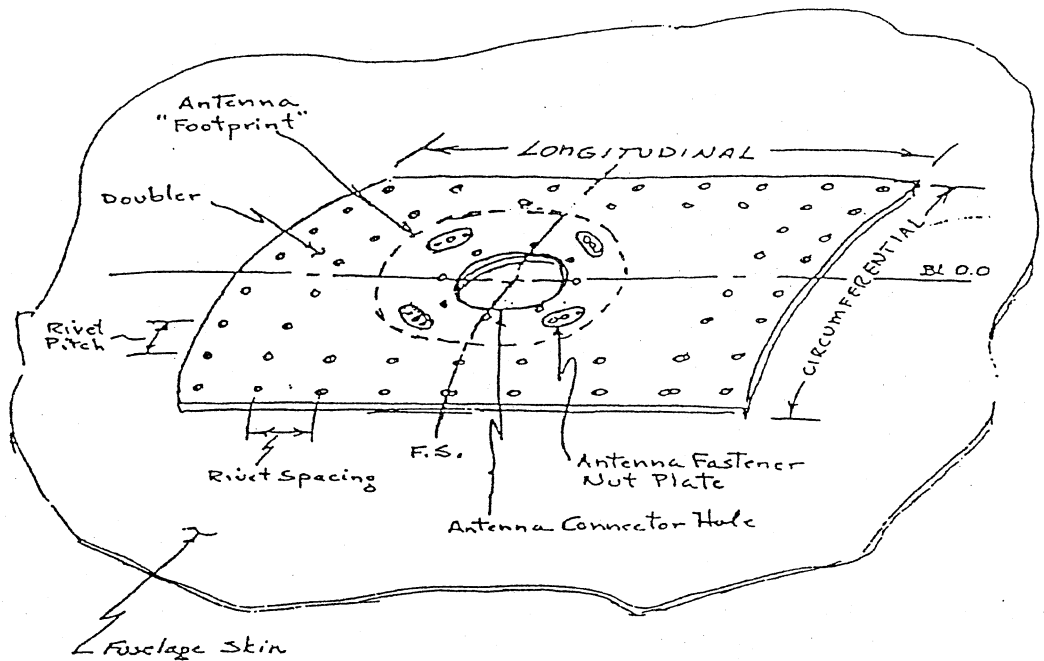 Antenna
"Footprint"
LONGITUDINAL
Doubler
CIRCUMFERENTIAL
BL 0.0
Rivet
Pitch
F.S.
Rivet Spacing
Antenna Fastener
Nut Plate
Antenna Connector Hole
Fuselage Skin